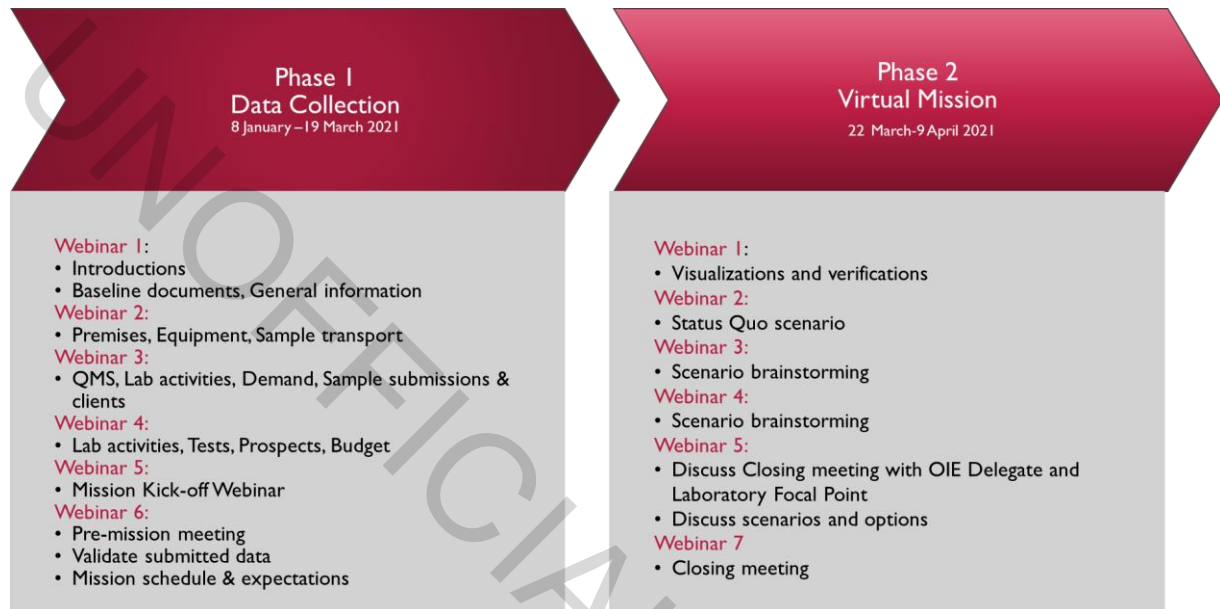 Phase 1
Data Collection
8 January –19 March 2021
Webinar 1:
• Introductions
• Baseline documents, General information
Webinar 2:
• Premises, Equipment, Sample transport
Webinar 3:
• QMS, Lab activities, Demand, Sample submissions &
clients
Webinar 4:
• Lab activities, Tests, Prospects, Budget
Webinar 5:
• Mission Kick-off Webinar
Webinar 6:
• Pre-mission meeting
• Validate submitted data
• Mission schedule & expectations
Phase 2
Virtual Mission
22 March-9 April 2021
Webinar 1:
• Visualizations and verifications
Webinar 2:
• Status Quo scenario
Webinar 3:
• Scenario brainstorming
Webinar 4:
• Scenario brainstorming
Webinar 5:
• Discuss Closing meeting with OIE Delegate and
Laboratory Focal Point
• Discuss scenarios and options
Webinar 7
• Closing meeting
UNOFFICIA